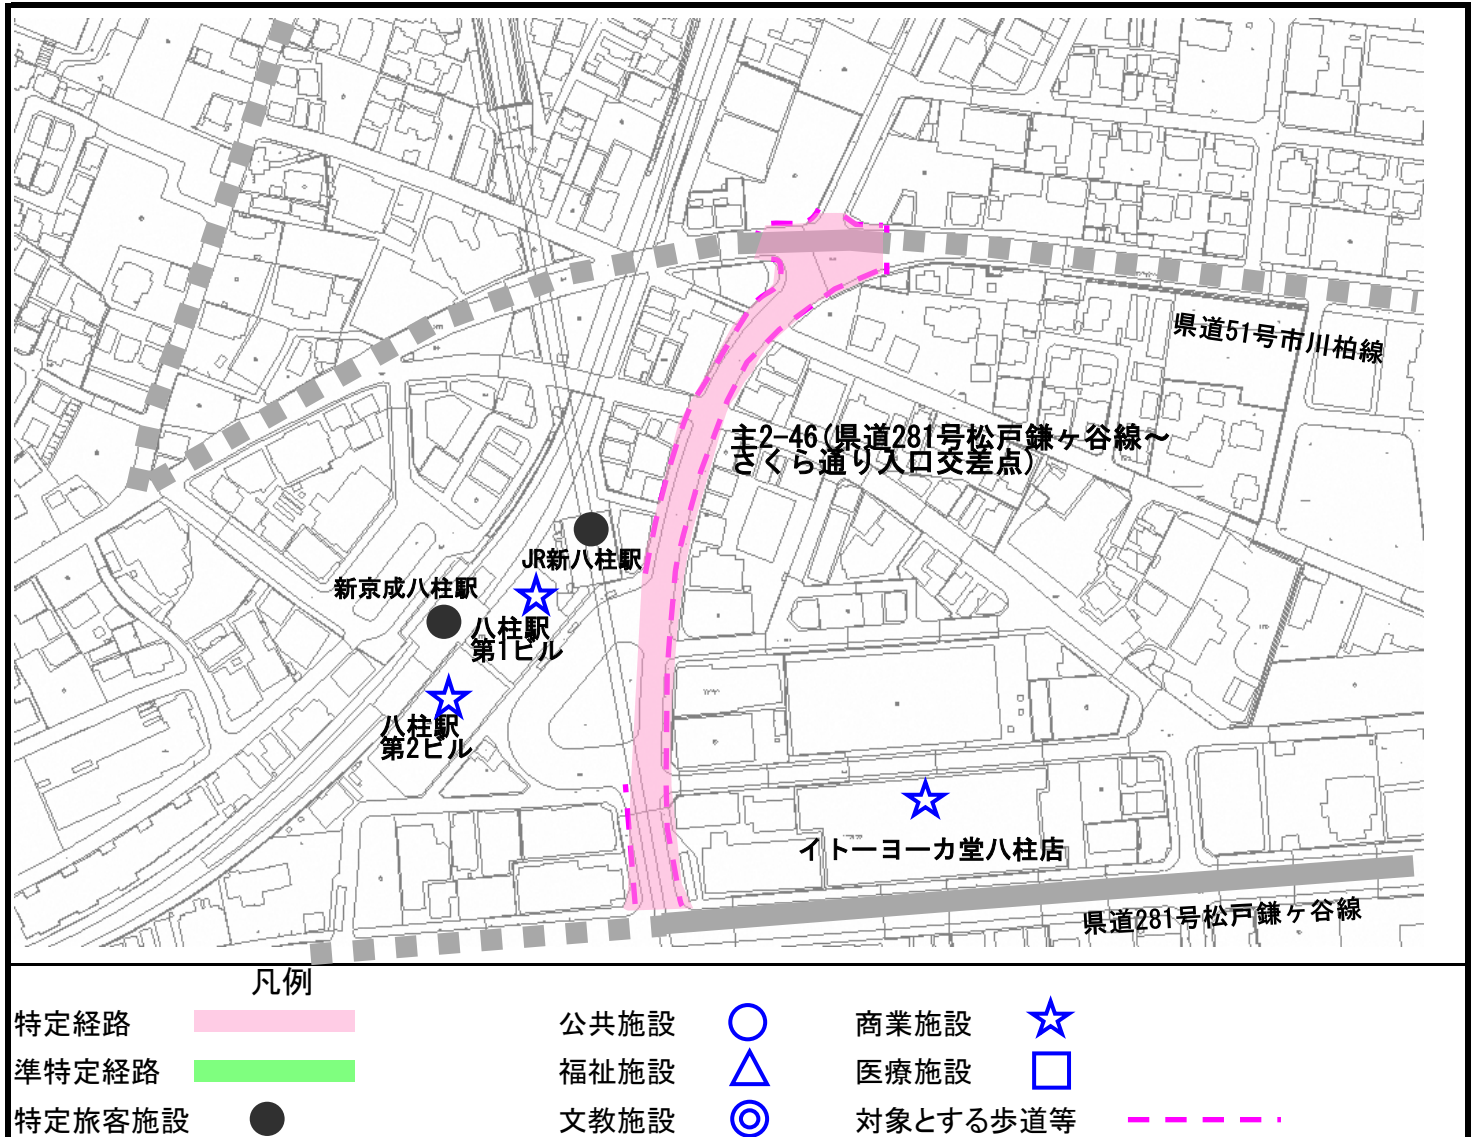 県道51号市川柏線
主2-46(県道281号松戸鎌ヶ谷線～
さくら通り入口交差点)
JR新八柱駅
新京成八柱駅
八柱駅
第1ビル
八柱駅
第2ビル
イトーヨーカ堂八柱店
県道281号松戸鎌ヶ谷線
凡例
特定経路
公共施設
商業施設
準特定経路
福祉施設
医療施設
特定旅客施設
文教施設
対象とする歩道等